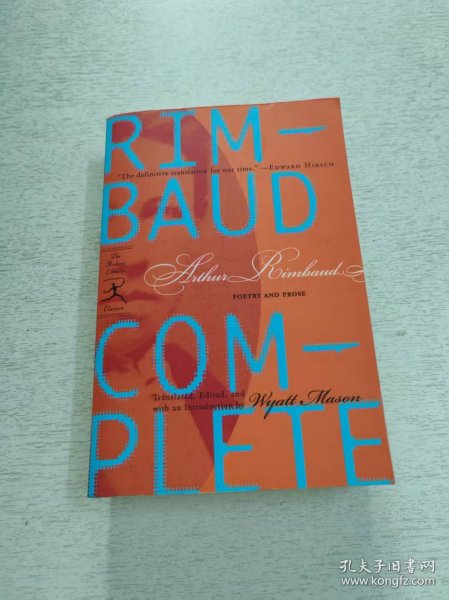 RIM—
"The definitive translation for our time." —Edward Hirsch
BAUD
The
Modern
Library
Classics
Arthur Rimbaud
POETRY AND PROSE
COM—
Translated, Edited, and
with an Introduction by Wyatt Mason
PLETE
孔夫子旧书网
www.kongfz.com